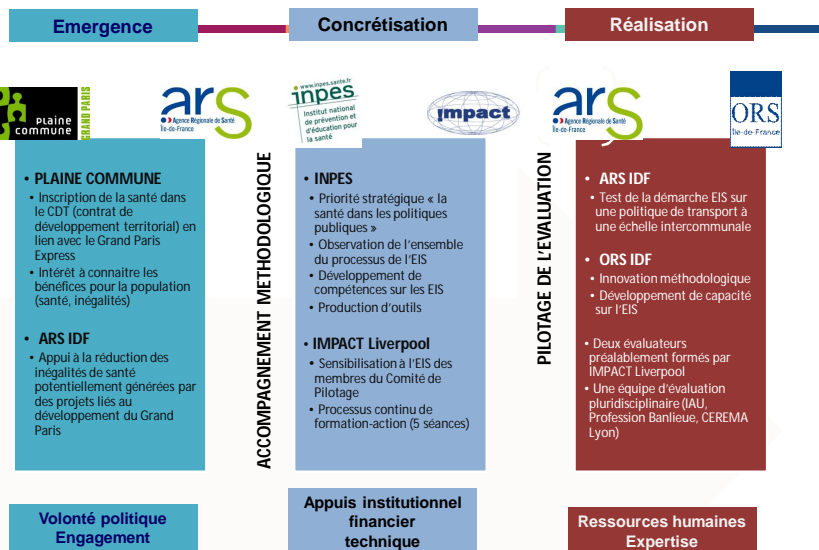 Emergence
Concrétisation
Réalisation
PLaine
commune
GRAND PARIS
ars
Agence Régionale de Santé
Île-de-France
www.inpes.sante.fr
inpes
Institut national
de prévention et
d'éducation pour
la santé
impact
ars
Agence Régionale de Santé
Île-de-France
ORS
Île-de-France
• PLAINE COMMUNE
• Inscription de la santé dans
le CDT (contrat de
développement territorial) en
lien avec le Grand Paris
Express
• Intérêt à connaitre les
bénéfices pour la population
(santé, inégalités)
• ARS IDF
• Appui à la réduction des
inégalités de santé
potentiellement générées par
des projets liés au
développement du Grand
Paris
ACCOMPAGNEMENT METHODOLOGIQUE
• INPES
• Priorité stratégique « la
santé dans les politiques
publiques »
• Observation de l'ensemble
du processus de l'EIS
• Développement de
compétences sur les EIS
• Production d'outils
• IMPACT Liverpool
• Sensibilisation à l'EIS des
membres du Comité de
Pilotage
• Processus continu de
formation-action (5 séances)
PILOTAGE DE L'EVALUATION
• ARS IDF
• Test de la démarche EIS sur
une politique de transport à
une échelle intercommunale
• ORS IDF
• Innovation méthodologique
• Développement de capacité
sur l'EIS
• Deux évaluateurs
préalablement formés par
IMPACT Liverpool
• Une équipe d'évaluation
pluridisciplinaire (IAU,
Profession Banlieue, CEREMA
Lyon)
Volonté politique
Engagement
Appuis institutionnel
financier
technique
Ressources humaines
Expertise